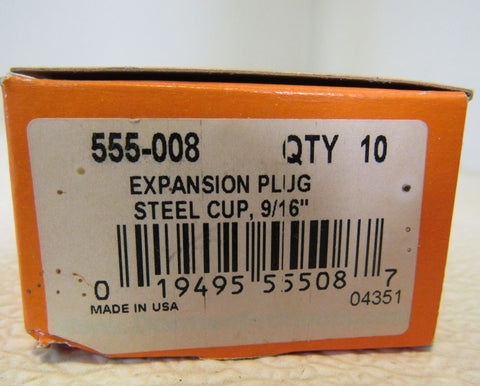 555-008 QTY 10
EXPANSION PLUG
STEEL CUP, 9/16"
0 19495 55508 7
MADE IN USA 04351